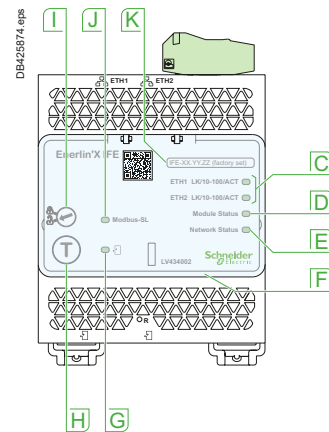 DB425874.eps
I
J
K
ETH1 ETH2
Enerlin'X IFE
IFE-XX.YY.ZZ (factory set)
ETH1 LK/10-100/ACT
ETH2 LK/10-100/ACT
C
Modbus-SL
Module Status
D
Network Status
E
T
LV434002
Schneider
Electric
F
R
H
G